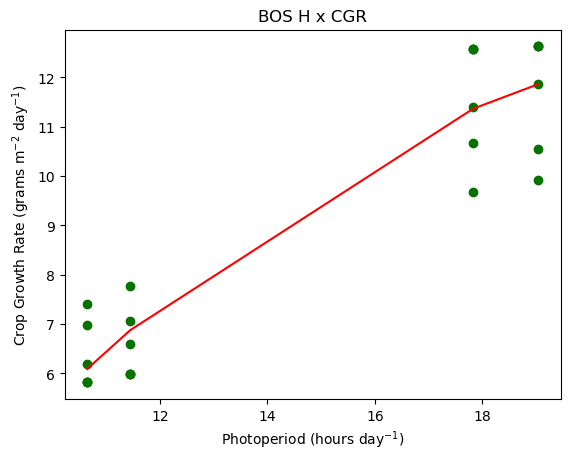 BOS H x CGR
Crop Growth Rate (grams m⁻² day⁻¹)
12
11
10
9
8
7
6
12 14 16 18
Photoperiod (hours day⁻¹)